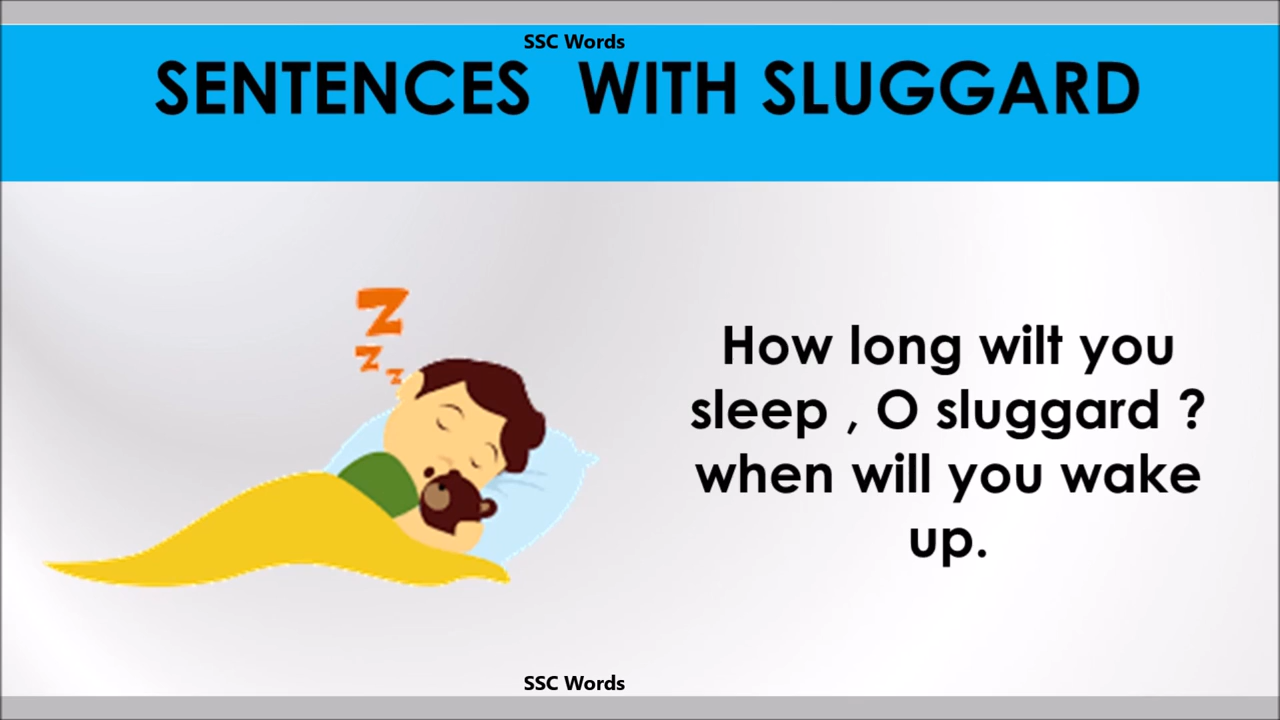 SSC Words
SENTENCES WITH SLUGGARD
Z
Z
Z
How long wilt you
sleep , O sluggard ?
when will you wake
up.
SSC Words